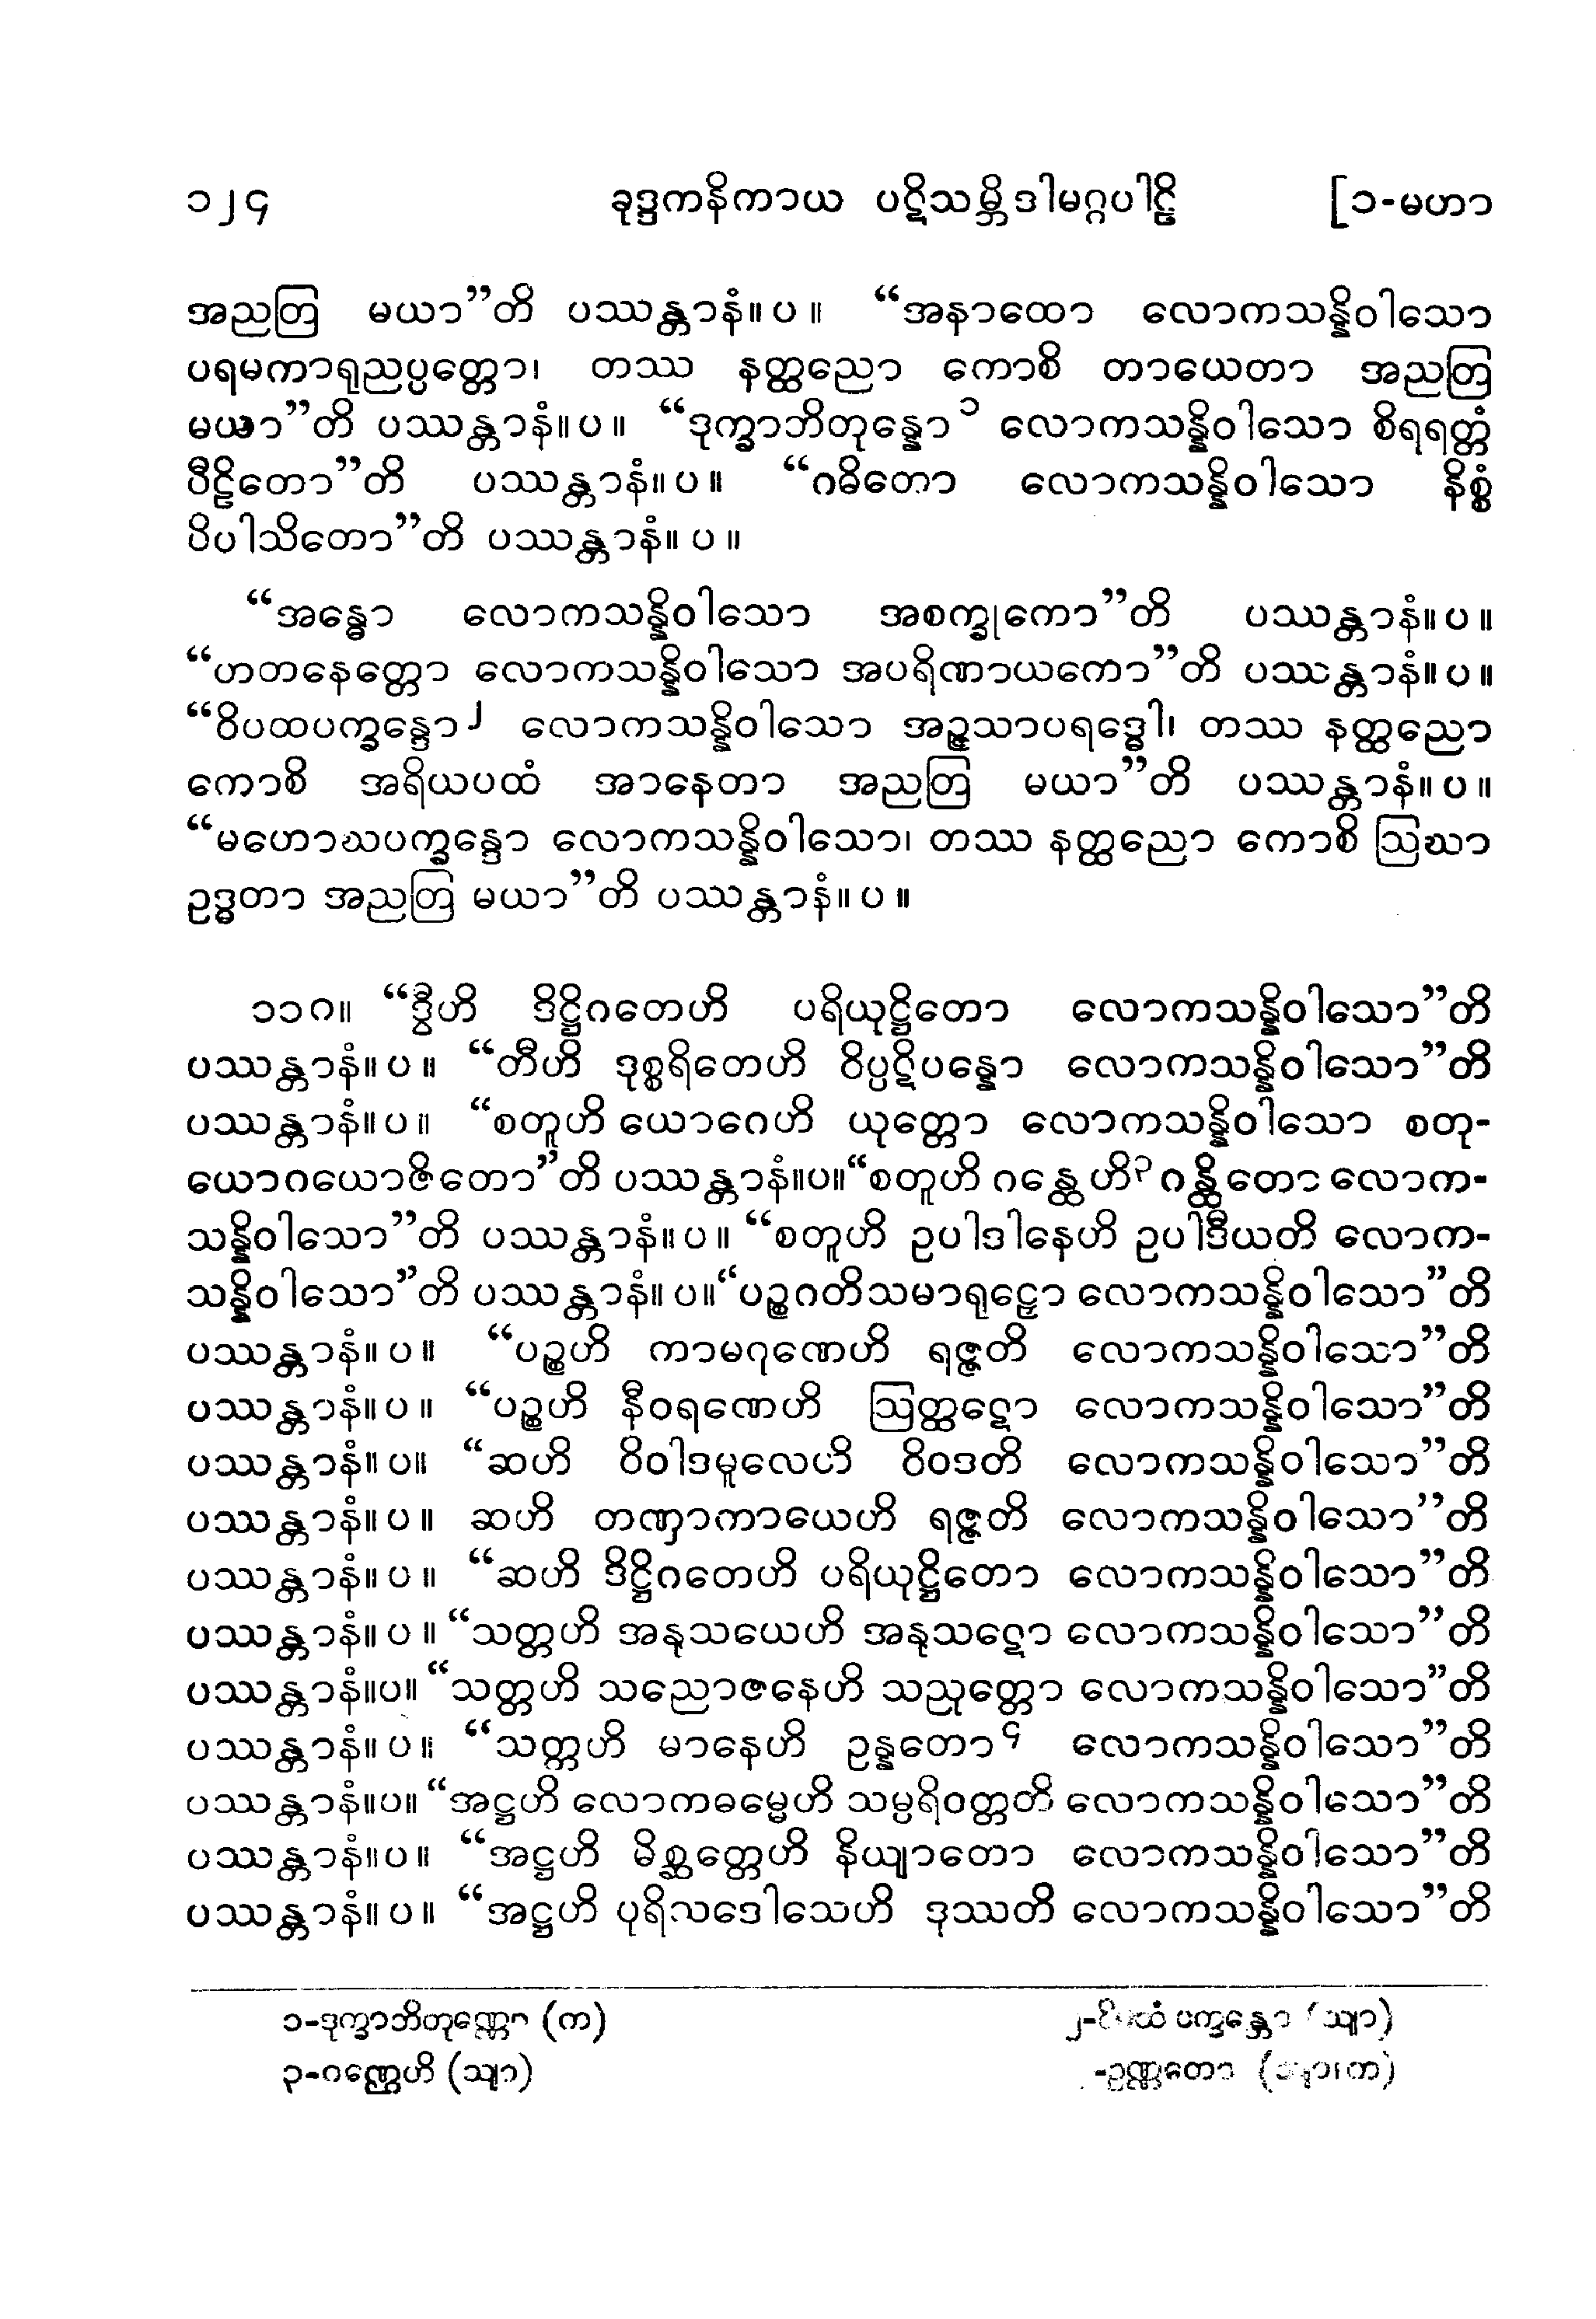 ၁၂၄ ခုဒ္ဒကနိကာယ ပဋိသမ္ဘိဒါမဂ္ဂပါဠိ [၁-မဟာ
အညတြ မယာ”တိ ပဿန္တာနံ။ ပ ။ “အနာထော လောကသန္နိဝါသော
ပရမကာရုညပ္ပတ္တော၊ တဿ နတ္ထညော ကောစိ တာယေတာ အညတြ
မယာ”တိ ပဿန္တာနံ။ ပ ။ “ဒုက္ခာဘိတုန္နော၁ လောကသန္နိဝါသော စိရရတ္တံ
ပီဠိတော”တိ ပဿန္တာနံ။ ပ ။ “ဂဓိတော လောကသန္နိဝါသော နိစ္စံ
ပိပါသိတော”တိ ပဿန္တာနံ။ ပ ။
“အန္ဓော လောကသန္နိဝါသော အစက္ခုကော”တိ ပဿန္တာနံ။ ပ ။
“ဟတနေတ္တော လောကသန္နိဝါသော အပရိဏာယကော”တိ ပဿန္တာနံ။ ပ ။
“ဝိပထပက္ခန္ဒော၂ လောကသန္နိဝါသော အဉ္ဇသာပရဒ္ဓေါ၊ တဿ နတ္ထညော
ကောစိ အရိယပထံ အာနေတာ အညတြ မယာ”တိ ပဿန္တာနံ။ ပ ။
“မဟောဃပက္ခန္ဒော လောကသန္နိဝါသော၊ တဿ နတ္ထညော ကောစိ ဩဃာ
ဥဒ္ဓတာ အညတြ မယာ”တိ ပဿန္တာနံ။ ပ ။
၁၁၈။ “ဒွီဟိ ဒိဋ္ဌိဂတေဟိ ပရိယုဋ္ဌိတော လောကသန္နိဝါသော”တိ
ပဿန္တာနံ။ ပ ။ “တီဟိ ဒုစ္စရိတေဟိ ဝိပ္ပဋိပန္နော လောကသန္နိဝါသော”တိ
ပဿန္တာနံ။ ပ ။ “စတူဟိ ယောဂေဟိ ယုတ္တော လောကသန္နိဝါသော စတု-
ယောဂယောဇိတော”တိ ပဿန္တာနံ။ပ။ “စတူဟိ ဂန္ထေဟိ၃ ဂန္ထိတော လောက-
သန္နိဝါသော”တိ ပဿန္တာနံ။ ပ ။ “စတူဟိ ဥပါဒါနေဟိ ဥပါဒီယတိ လောက-
သန္နိဝါသော”တိ ပဿန္တာနံ။ ပ။ “ပဉ္စဂတိသမာရုဠှော လောကသန္နိဝါသော”တိ
ပဿန္တာနံ။ ပ ။ “ပဉ္စဟိ ကာမဂုဏေဟိ ရဇ္ဇတိ လောကသန္နိဝါသော”တိ
ပဿန္တာနံ။ ပ ။ “ပဉ္စဟိ နီဝရဏေဟိ ဩတ္ထဋော လောကသန္နိဝါသော”တိ
ပဿန္တာနံ။ ပ။ “ဆဟိ ဝိဝါဒမူလေဟိ ဝိဝဒတိ လောကသန္နိဝါသော”တိ
ပဿန္တာနံ။ ပ ။ ဆဟိ တဏှာကာယေဟိ ရဇ္ဇတိ လောကသန္နိဝါသော”တိ
ပဿန္တာနံ။ ပ ။ “ဆဟိ ဒိဋ္ဌိဂတေဟိ ပရိယုဋ္ဌိတော လောကသန္နိဝါသော”တိ
ပဿန္တာနံ။ ပ ။ “သတ္တဟိ အနုသယေဟိ အနုသဋော လောကသန္နိဝါသော”တိ
ပဿန္တာနံ။ပ။ “သတ္တဟိ သညောဇနေဟိ သညုတ္တော လောကသန္နိဝါသော”တိ
ပဿန္တာနံ။ ပ ။ “သတ္တဟိ မာနေဟိ ဥန္နတော၄ လောကသန္နိဝါသော”တိ
ပဿန္တာနံ။ပ။ “အဋ္ဌဟိ လောကဓမ္မေဟိ သမ္ပရိဝတ္တတိ လောကသန္နိဝါသော”တိ
ပဿန္တာနံ။ပ ။ “အဋ္ဌဟိ မိစ္ဆတ္တေဟိ နိယျာတော လောကသန္နိဝါသော”တိ
ပဿန္တာနံ။ ပ ။ “အဋ္ဌဟိ ပုရိသဒေါသေဟိ ဒုဿတိ လောကသန္နိဝါသော”တိ
၁-ဒုက္ခာဘိတုဏ္ဏော (က) ၂- ပက္ခန္တော (သျာ)
၃-ဂဏ္ဌေဟိ (သျာ) -ဥဏ္ဏတော (သျာ၊က)